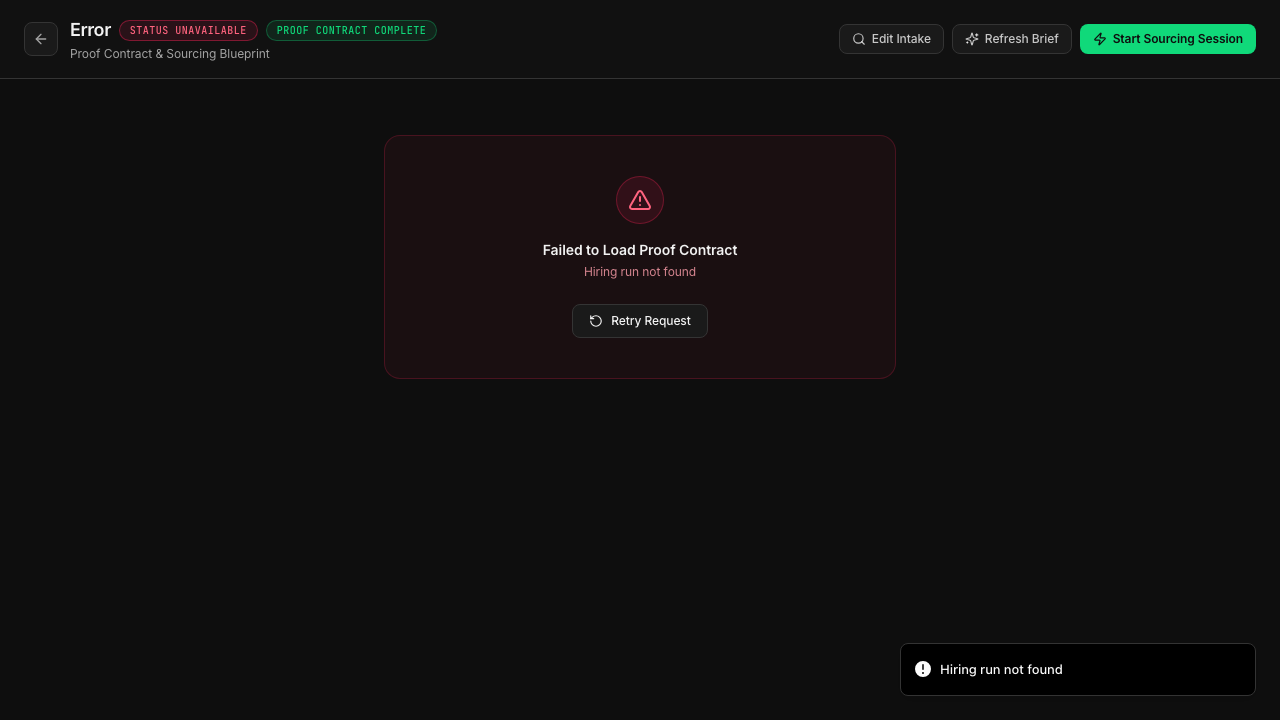 Error
STATUS UNAVAILABLE
PROOF CONTRACT COMPLETE
Proof Contract & Sourcing Blueprint
Edit Intake
Refresh Brief
Start Sourcing Session
Failed to Load Proof Contract
Hiring run not found
Retry Request
Hiring run not found